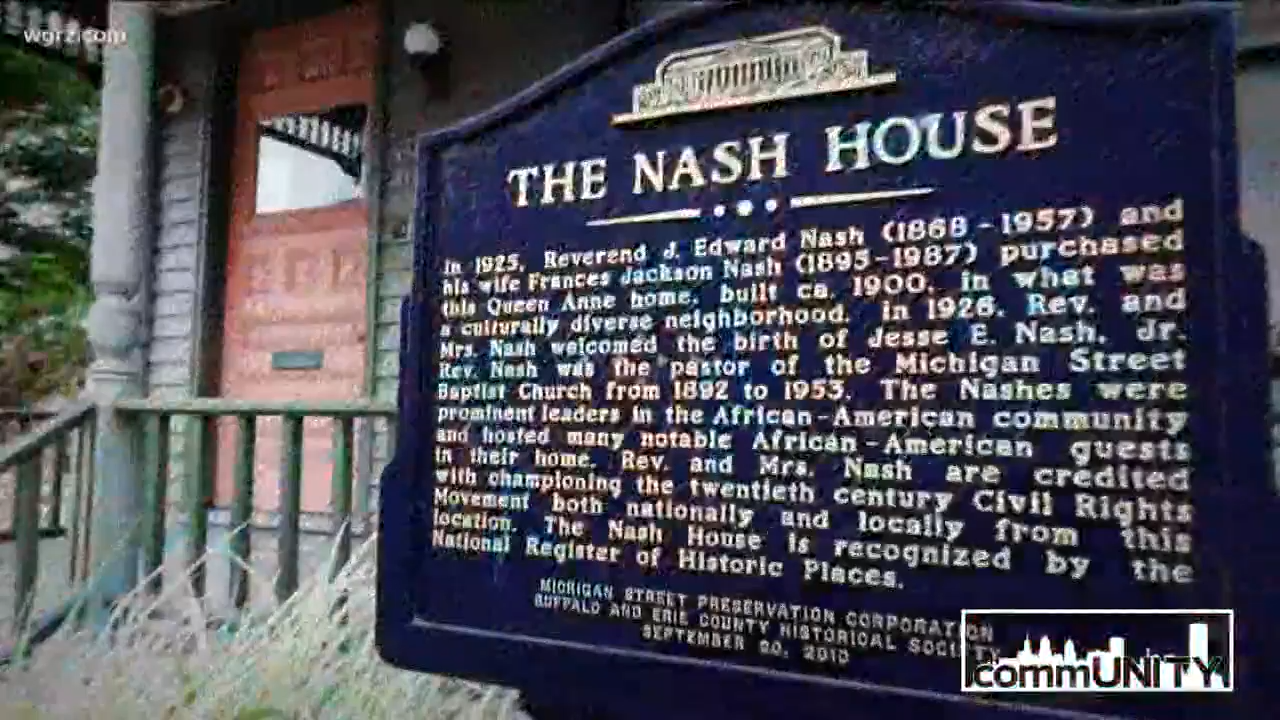 wgrz.com
THE NASH HOUSE
In 1925, Reverend J. Edward Nash (1868-1957) and
his wife Frances Jackson Nash (1895-1987) purchased
this Queen Anne home, built ca. 1900, in what was
a culturally diverse neighborhood. In 1926, Rev. and
Mrs. Nash welcomed the birth of Jesse E. Nash, Jr.
Rev. Nash was the pastor of the Michigan Street
Baptist Church from 1892 to 1953. The Nashes were
prominent leaders in the African-American community
and hosted many notable African-American guests
in their home. Rev. and Mrs. Nash are credited
with championing the twentieth century Civil Rights
Movement both nationally and locally from this
location. The Nash House is recognized by the
National Register of Historic Places.
MICHIGAN STREET PRESERVATION CORPORATION
BUFFALO AND ERIE COUNTY HISTORICAL SOCIETY
SEPTEMBER 20, 2010
commUNITY